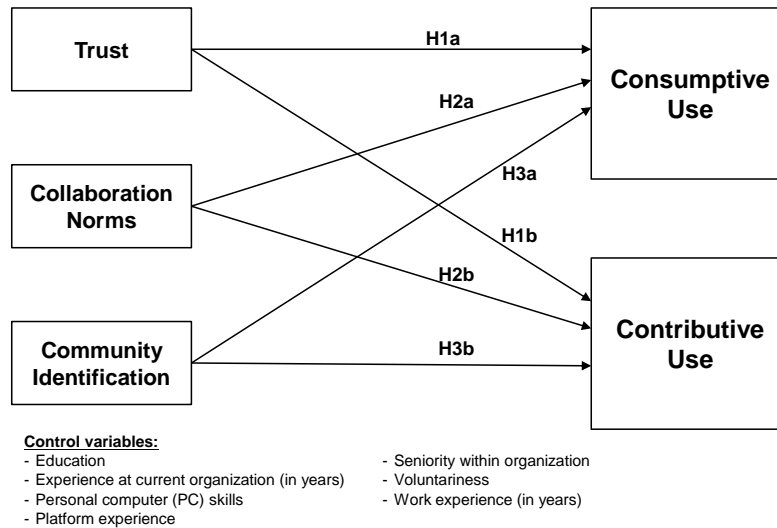 Trust
Collaboration
Norms
Community
Identification
H1a
H2a
H3a
H1b
H2b
H3b
Consumptive
Use
Contributive
Use
Control variables:
- Education
- Experience at current organization (in years)
- Personal computer (PC) skills
- Platform experience
- Seniority within organization
- Voluntariness
- Work experience (in years)